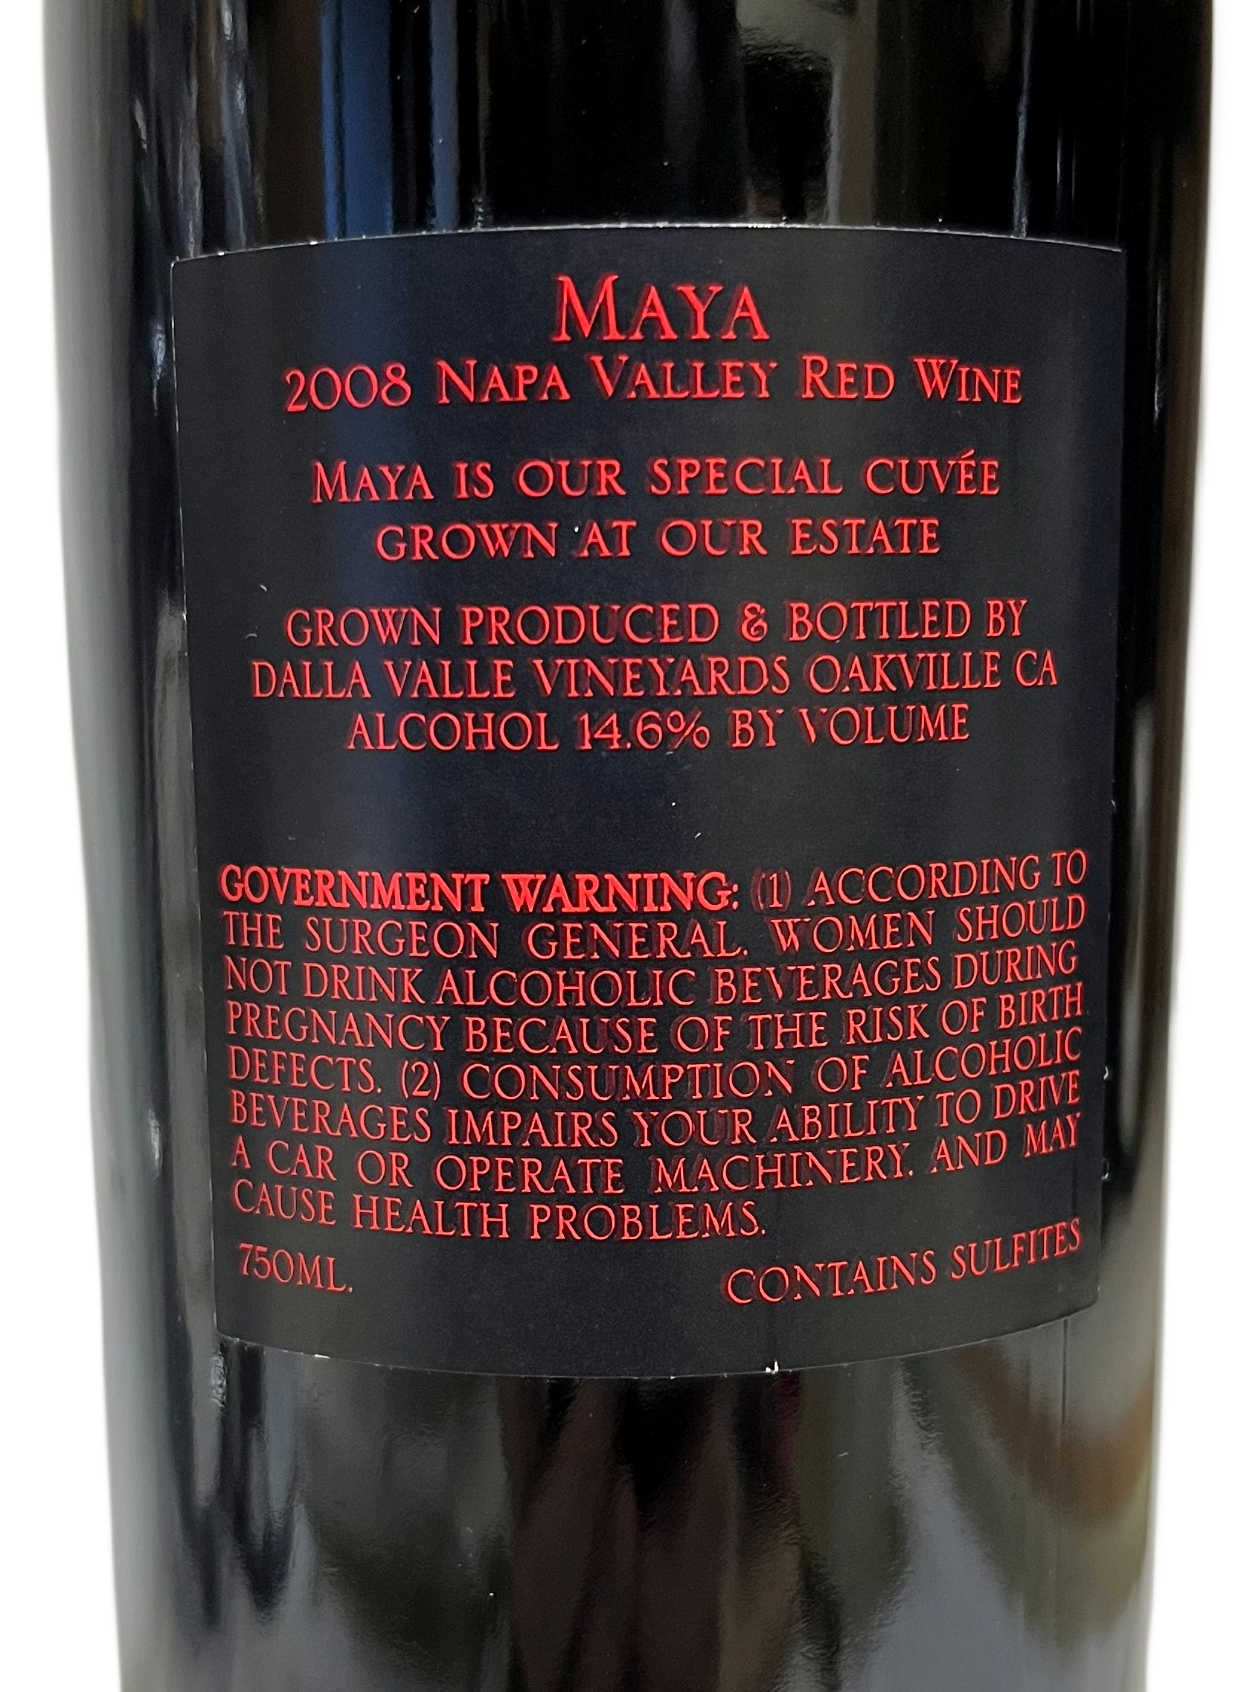 MAYA
2008 NAPA VALLEY RED WINE
MAYA IS OUR SPECIAL CUVÉE
GROWN AT OUR ESTATE
GROWN PRODUCED & BOTTLED BY
DALLA VALLE VINEYARDS OAKVILLE CA
ALCOHOL 14.6% BY VOLUME
GOVERNMENT WARNING: (1) ACCORDING TO
THE SURGEON GENERAL. WOMEN SHOULD
NOT DRINK ALCOHOLIC BEVERAGES DURING
PREGNANCY BECAUSE OF THE RISK OF BIRTH
DEFECTS. (2) CONSUMPTION OF ALCOHOLIC
BEVERAGES IMPAIRS YOUR ABILITY TO DRIVE
A CAR OR OPERATE MACHINERY. AND MAY
CAUSE HEALTH PROBLEMS.
750ML.
CONTAINS SULFITES